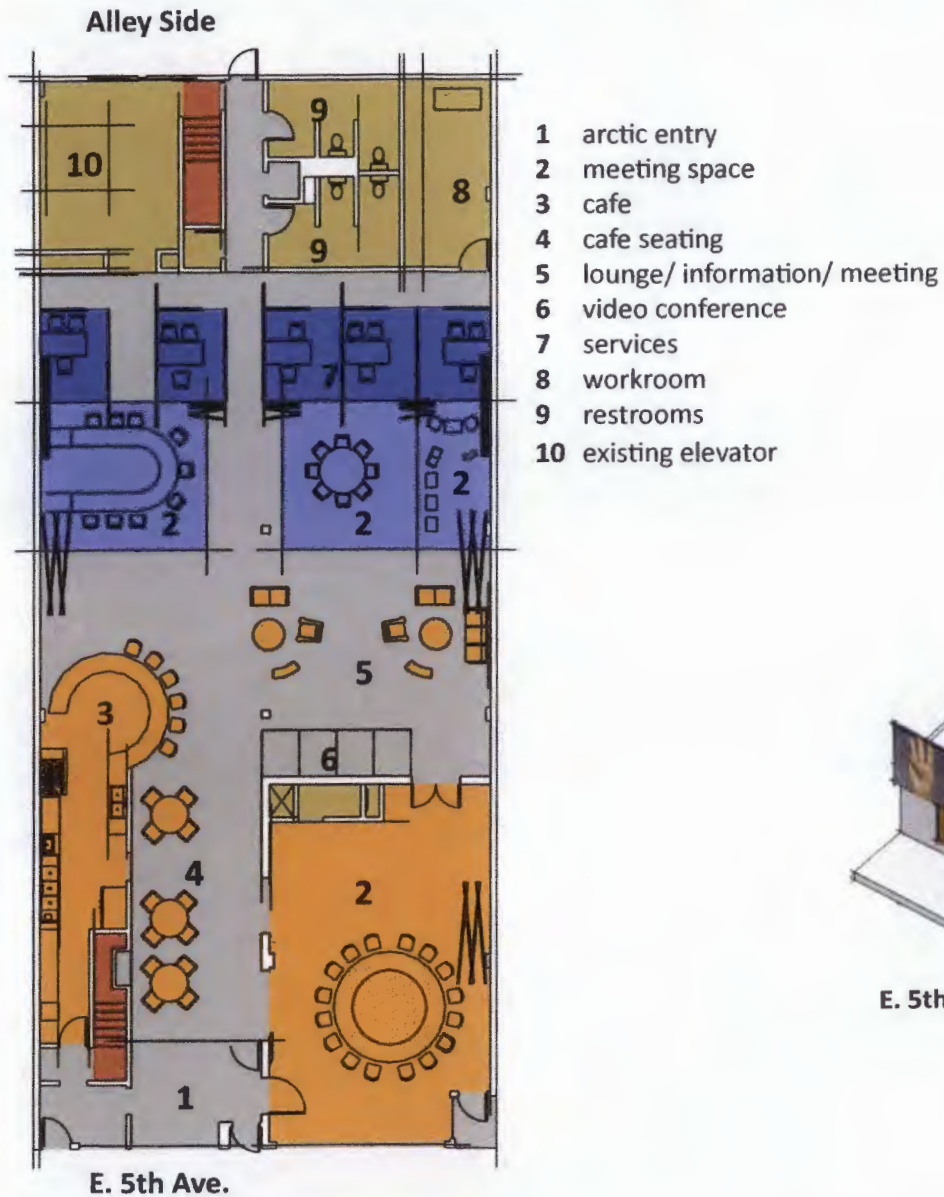 Alley Side
10
9
9
8
7
2
2
2
3
5
6
4
2
1
E. 5th Ave.
1 arctic entry
2 meeting space
3 cafe
4 cafe seating
5 lounge/ information/ meeting
6 video conference
7 services
8 workroom
9 restrooms
10 existing elevator
E. 5th